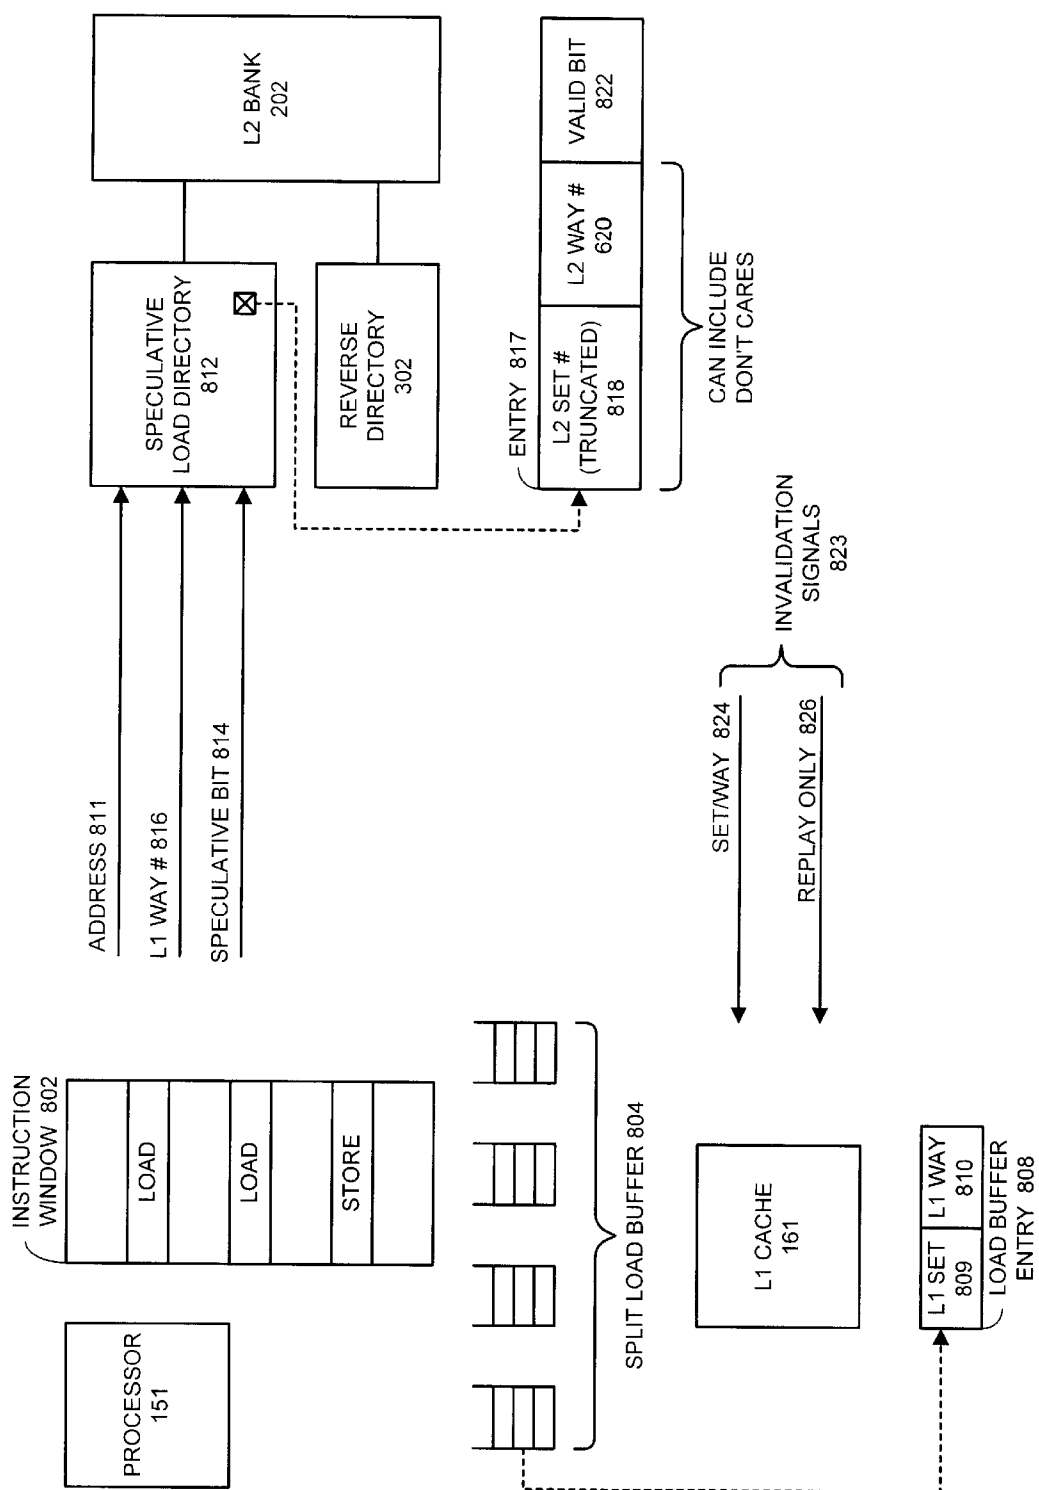 PROCESSOR
151
INSTRUCTION
WINDOW 802
LOAD
LOAD
STORE
SPLIT LOAD BUFFER 804
L1 CACHE
161
L1 SET
809
L1 WAY
810
LOAD BUFFER
ENTRY 808
ADDRESS 811
L1 WAY # 816
SPECULATIVE BIT 814
SET/WAY 824
REPLAY ONLY 826
INVALIDATION
SIGNALS
823
SPECULATIVE
LOAD DIRECTORY
812
REVERSE
DIRECTORY
302
L2 BANK
202
ENTRY 817
L2 SET #
(TRUNCATED)
818
L2 WAY #
620
VALID BIT
822
CAN INCLUDE
DON'T CARES